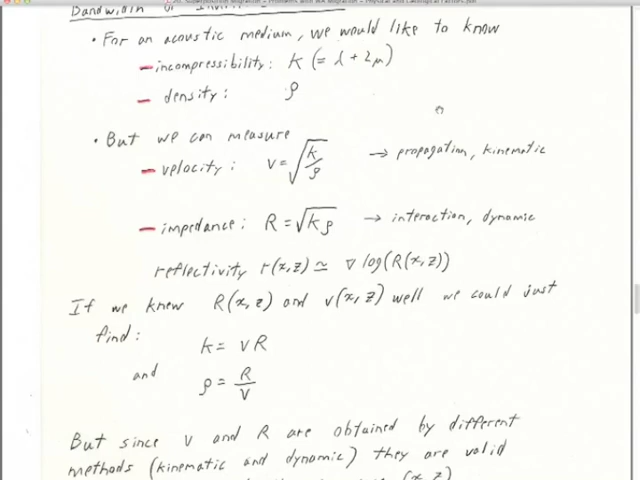 Bandwidth of
• For an acoustic medium, we would like to know
– incompressibility: K (= λ + 2μ)
– density: ρ
• But we can measure
– velocity: v = √(k/ρ) → propagation, kinematic
– impedance: R = √kρ → interaction, dynamic
reflectivity r(x,z) ≃ ∇ log(R(x,z))
If we knew R(x,z) and v(x,z) well we could just
find:
k = vR
and
ρ = R/v
But since v and R are obtained by different
methods (kinematic and dynamic) they are valid
(x, z)